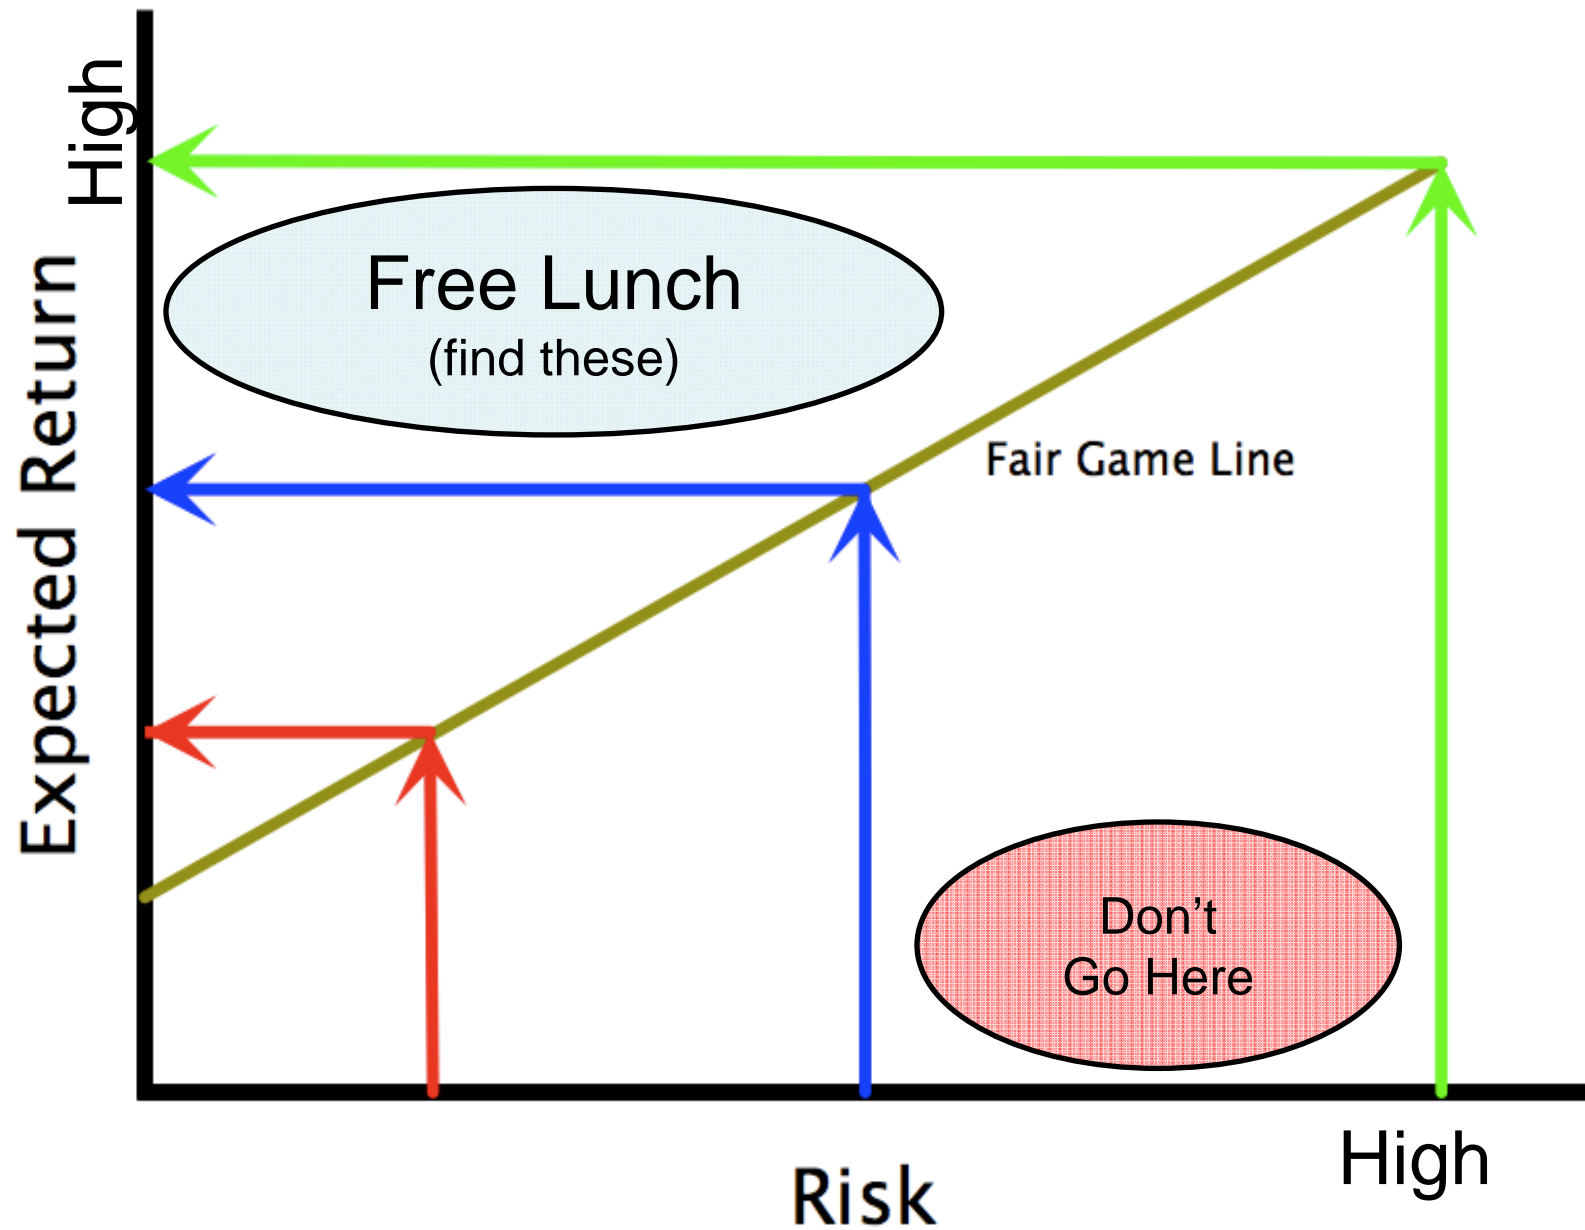 High
Expected Return
Free Lunch
(find these)
Fair Game Line
Don’t
Go Here
High
Risk